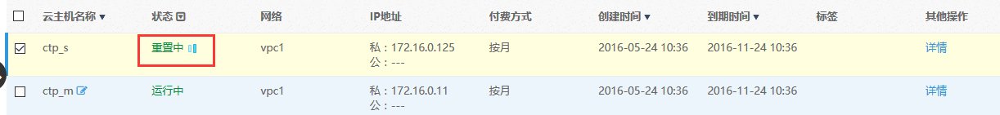 云主机名称 状态 网络 IP地址 付费方式 创建时间 到期时间 标签 其他操作
ctp_s 重置中 vpc1 私：172.16.0.125 按月 2016-05-24 10:36 2016-11-24 10:36 详情
公：---
ctp_m 运行中 vpc1 私：172.16.0.11 按月 2016-05-24 10:36 2016-11-24 10:36 详情
公：---